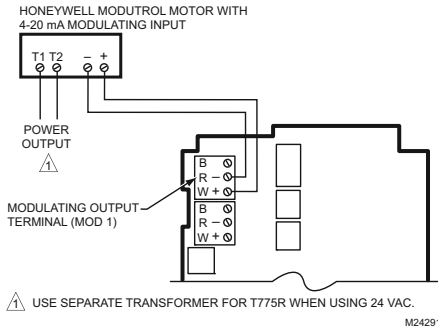 HONEYWELL MODUTROL MOTOR WITH
4-20 mA MODULATING INPUT
T1 T2 – +
POWER
OUTPUT
1
B
R –
W +
B
R –
W +
MODULATING OUTPUT
TERMINAL (MOD 1)
1 USE SEPARATE TRANSFORMER FOR T775R WHEN USING 24 VAC.
M24291